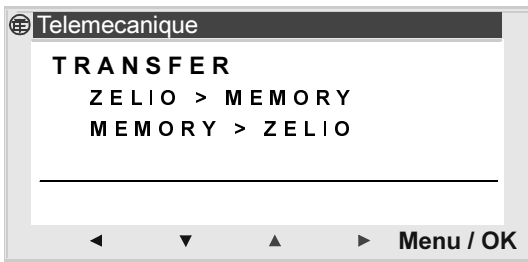 Telemecanique
TRANSFER
ZELIO > MEMORY
MEMORY > ZELIO
Menu / OK